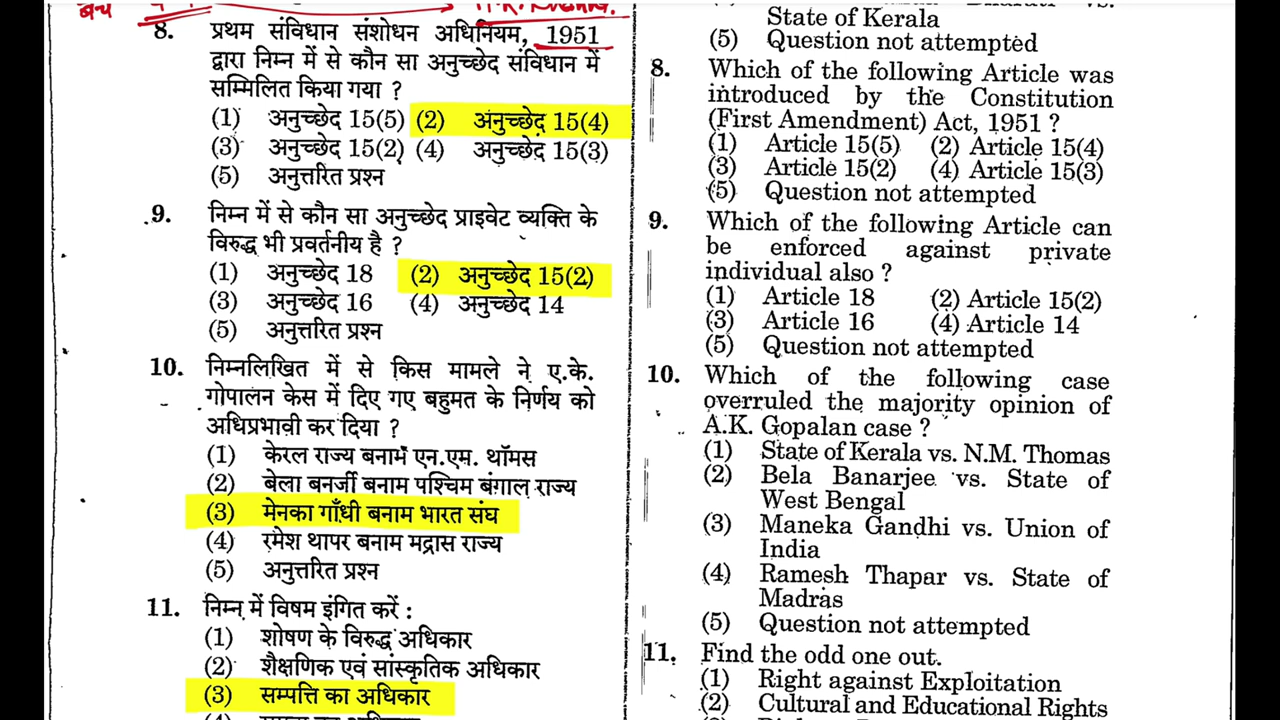 बेंच
8. प्रथम संविधान संशोधन अधिनियम, 1951
द्वारा निम्न में से कौन सा अनुच्छेद संविधान में
सम्मिलित किया गया ?
(1) अनुच्छेद 15(5) (2) अनुच्छेद 15(4)
(3) अनुच्छेद 15(2) (4) अनुच्छेद 15(3)
(5) अनुत्तरित प्रश्न
9. निम्न में से कौन सा अनुच्छेद प्राइवेट व्यक्ति के
विरुद्ध भी प्रवर्तनीय है ?
(1) अनुच्छेद 18 (2) अनुच्छेद 15(2)
(3) अनुच्छेद 16 (4) अनुच्छेद 14
(5) अनुत्तरित प्रश्न
10. निम्नलिखित में से किस मामले ने ए.के.
गोपालन केस में दिए गए बहुमत के निर्णय को
अधिप्रभावी कर दिया ?
(1) केरल राज्य बनाम एन.एम. थॉमस
(2) बेला बनर्जी बनाम पश्चिम बंगाल राज्य
(3) मेनका गाँधी बनाम भारत संघ
(4) रमेश थापर बनाम मद्रास राज्य
(5) अनुत्तरित प्रश्न
11. निम्न में विषम इंगित करें :
(1) शोषण के विरुद्ध अधिकार
(2) शैक्षणिक एवं सांस्कृतिक अधिकार
(3) सम्पत्ति का अधिकार
State of Kerala
(5) Question not attempted
8. Which of the following Article was
introduced by the Constitution
(First Amendment) Act, 1951 ?
(1) Article 15(5) (2) Article 15(4)
(3) Article 15(2) (4) Article 15(3)
(5) Question not attempted
9. Which of the following Article can
be enforced against private
individual also ?
(1) Article 18 (2) Article 15(2)
(3) Article 16 (4) Article 14
(5) Question not attempted
10. Which of the following case
overruled the majority opinion of
A.K. Gopalan case ?
(1) State of Kerala vs. N.M. Thomas
(2) Bela Banarjee vs. State of
West Bengal
(3) Maneka Gandhi vs. Union of
India
(4) Ramesh Thapar vs. State of
Madras
(5) Question not attempted
11. Find the odd one out.
(1) Right against Exploitation
(2) Cultural and Educational Rights